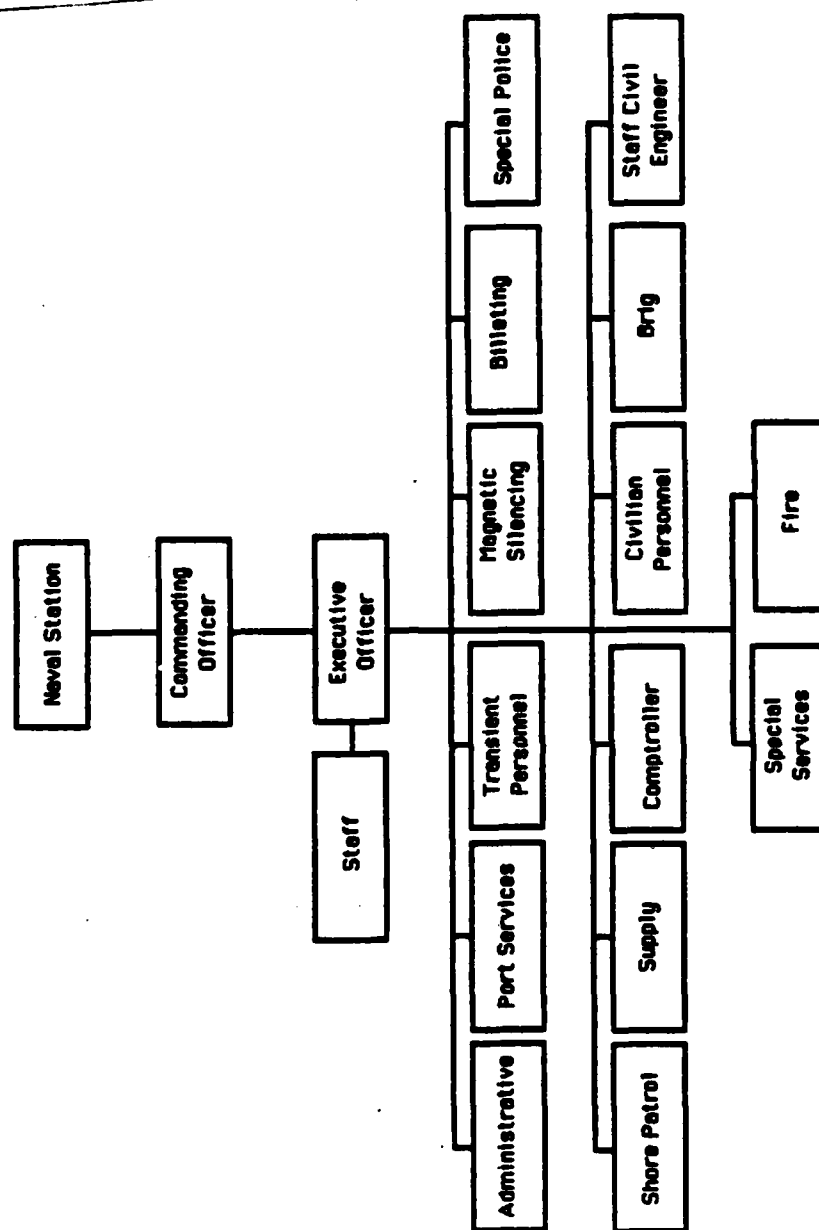 Naval Station
Commanding
Officer
Executive
Officer
Staff
Administrative
Port Services
Transient
Personnel
Magnetic
Silencing
Billeting
Special Police
Shore Patrol
Supply
Comptroller
Civilian
Personnel
Brig
Staff Civil
Engineer
Special
Services
Fire